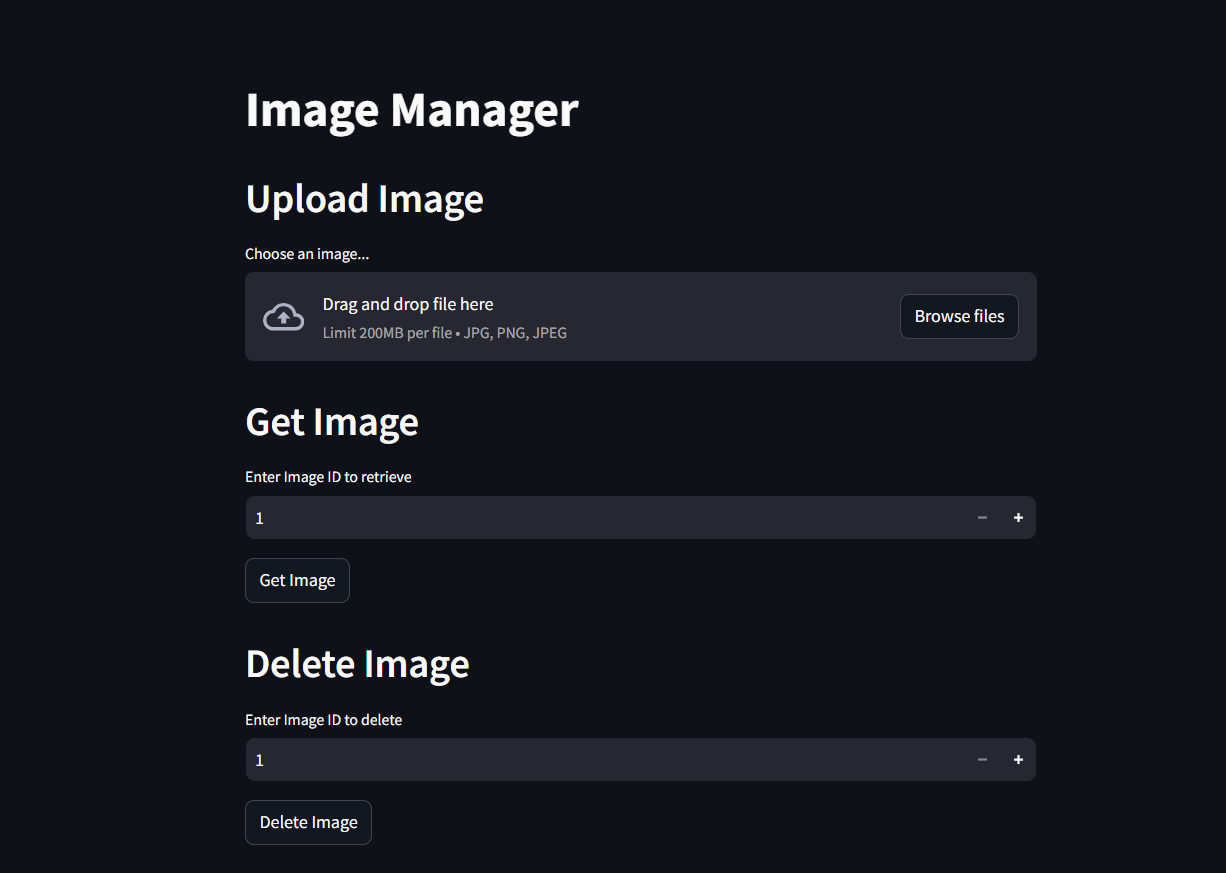 Image Manager
Upload Image
Choose an image...
Drag and drop file here
Limit 200MB per file • JPG, PNG, JPEG
Browse files
Get Image
Enter Image ID to retrieve
1
Get Image
Delete Image
Enter Image ID to delete
1
Delete Image